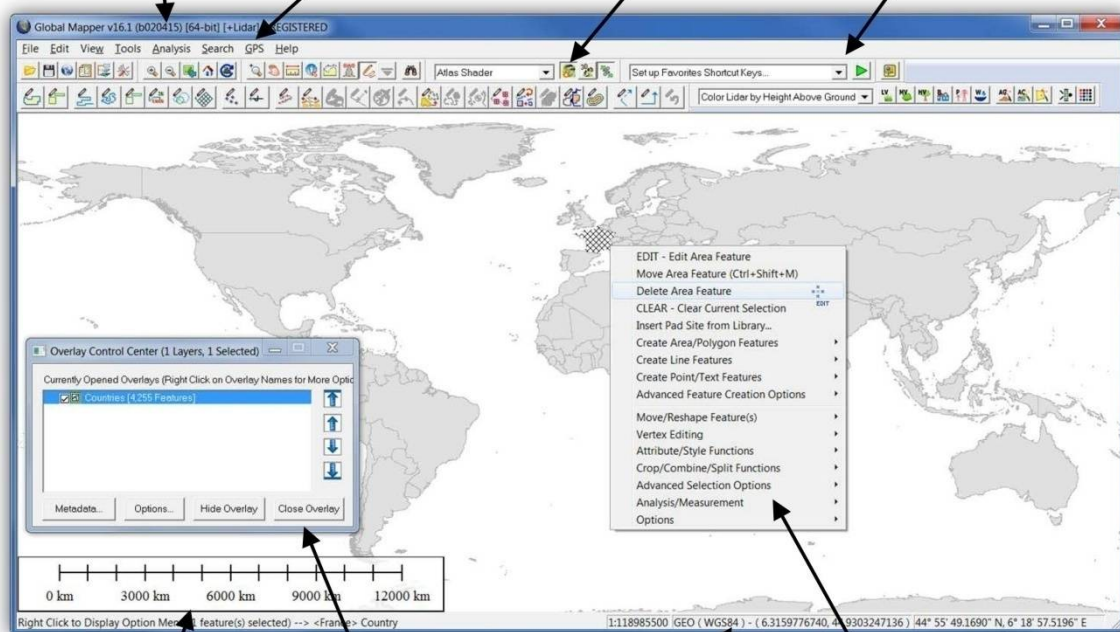 Global Mapper v16.1 (b020415) [64-bit] [+Lidar] REGISTERED
File Edit View Tools Analysis Search GPS Help
Atlas Shader
Set up Favorites Shortcut Keys...
Color Lidar by Height Above Ground
EDIT - Edit Area Feature
Move Area Feature (Ctrl+Shift+M)
Delete Area Feature
EDIT
CLEAR - Clear Current Selection
Insert Pad Site from Library...
Create Area/Polygon Features
Create Line Features
Create Point/Text Features
Advanced Feature Creation Options
Move/Reshape Feature(s)
Vertex Editing
Attribute/Style Functions
Crop/Combine/Split Functions
Advanced Selection Options
Analysis/Measurement
Options
Overlay Control Center (1 Layers, 1 Selected)
Currently Opened Overlays (Right Click on Overlay Names for More Optic
Countries [4,255 Features]
Metadata... Options... Hide Overlay Close Overlay
0 km 3000 km 6000 km 9000 km 12000 km
Right Click to Display Option Menu 1 feature(s) selected) --> <France> Country
1:118985500 GEO ( WGS84 ) - ( 6.3159776740, 44.9303247136 ) 44° 55' 49.1690" N, 6° 18' 57.5196" E